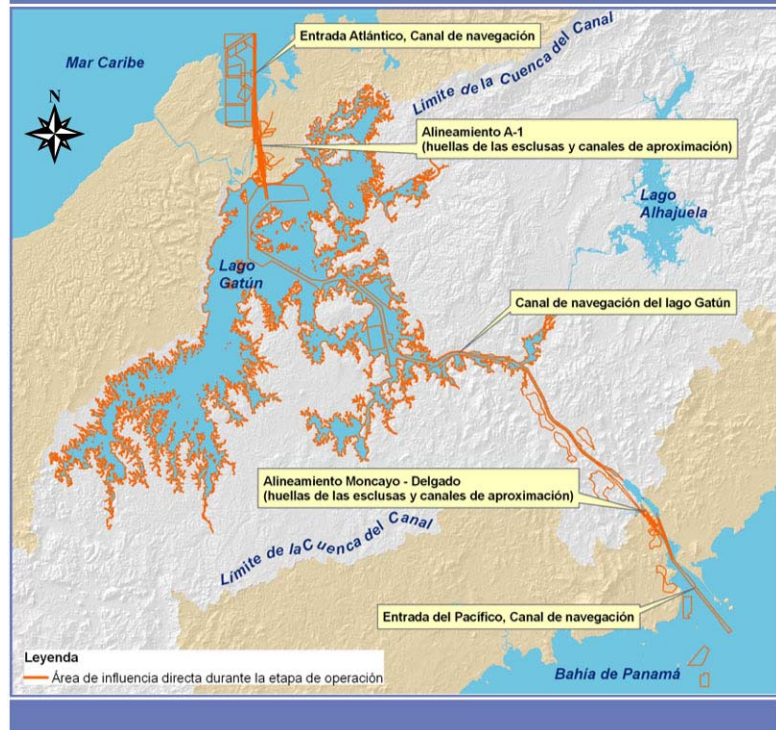 Entrada Atlántico, Canal de navegación
Mar Caribe
Límite de la Cuenca del Canal
N
Alineamiento A-1
(huellas de las esclusas y canales de aproximación)
Lago
Alhajuela
Lago
Gatún
Canal de navegación del lago Gatún
Alineamiento Moncayo - Delgado
(huellas de las esclusas y canales de aproximación)
Límite de la Cuenca del Canal
Entrada del Pacífico, Canal de navegación
Leyenda
Área de influencia directa durante la etapa de operación
Bahía de Panamá